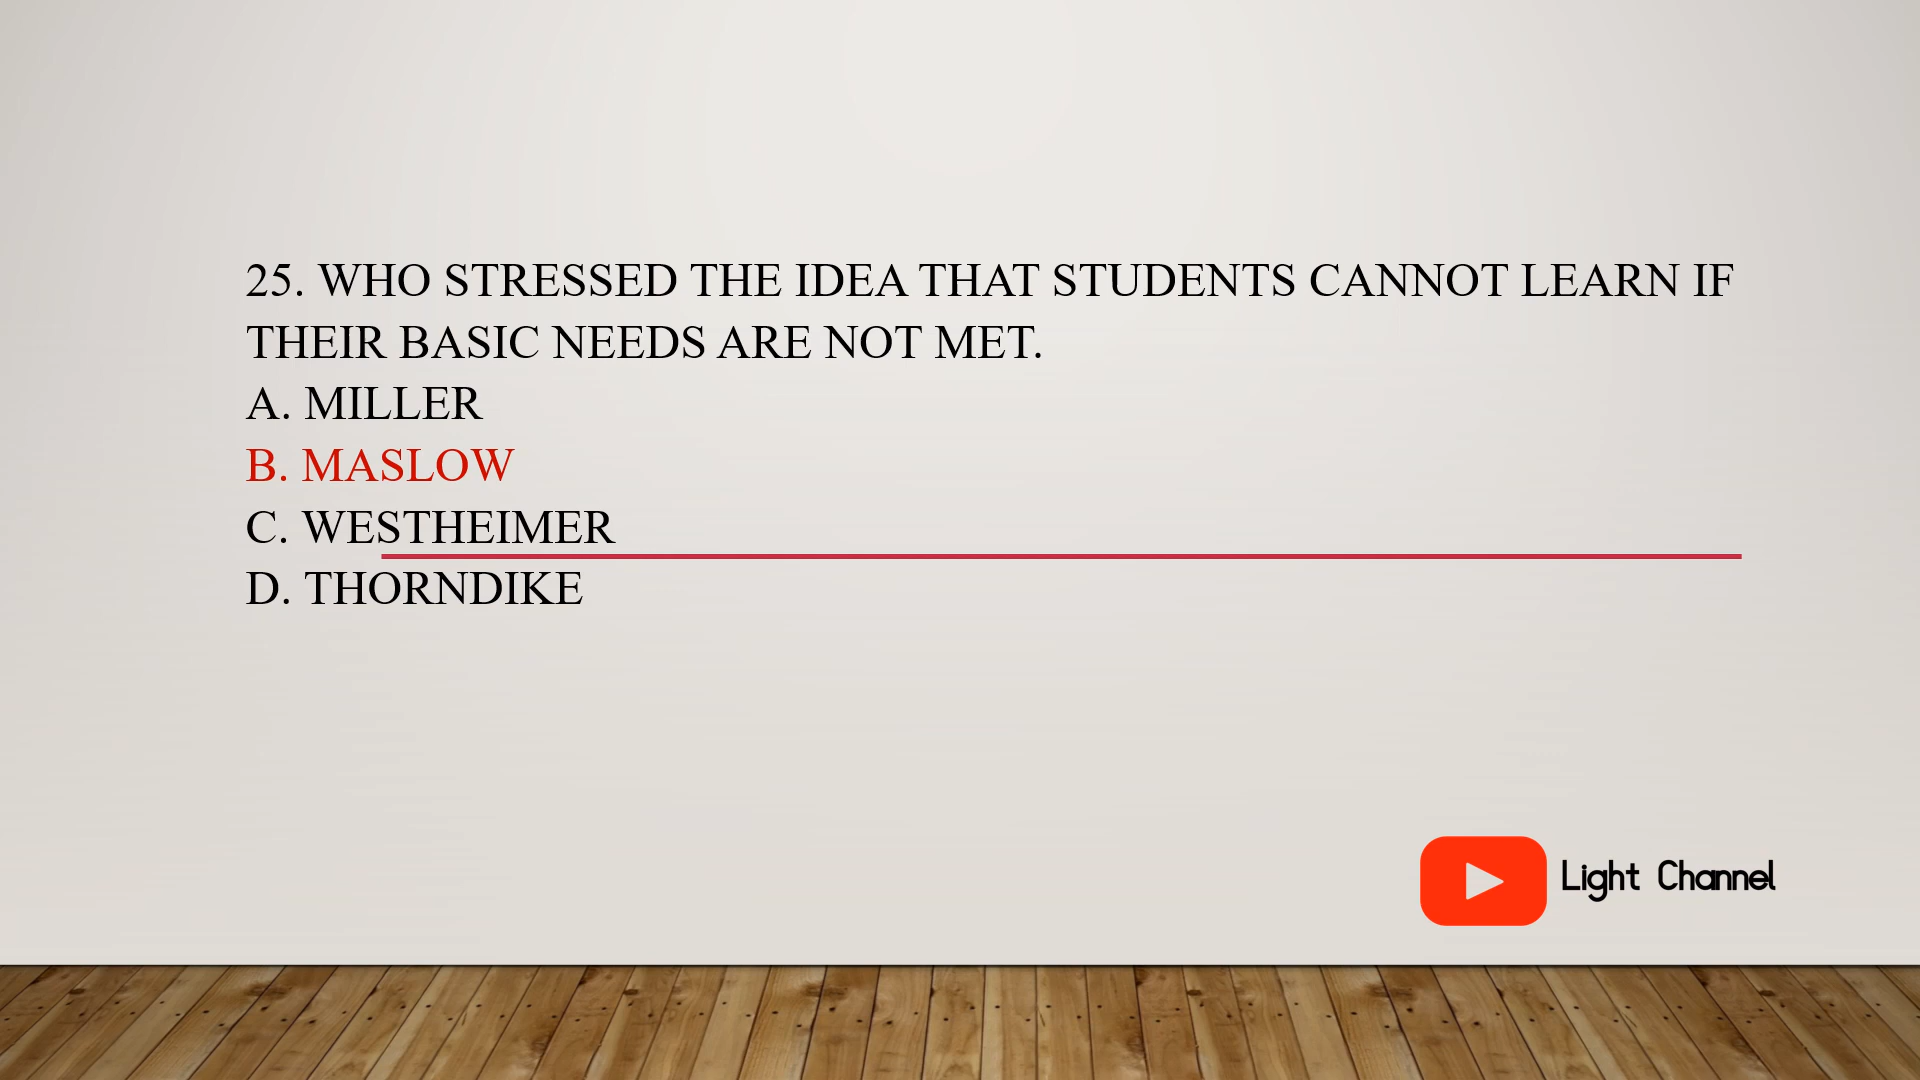 25. WHO STRESSED THE IDEA THAT STUDENTS CANNOT LEARN IF
THEIR BASIC NEEDS ARE NOT MET.
A. MILLER
B. MASLOW
C. WESTHEIMER
D. THORNDIKE
Light Channel